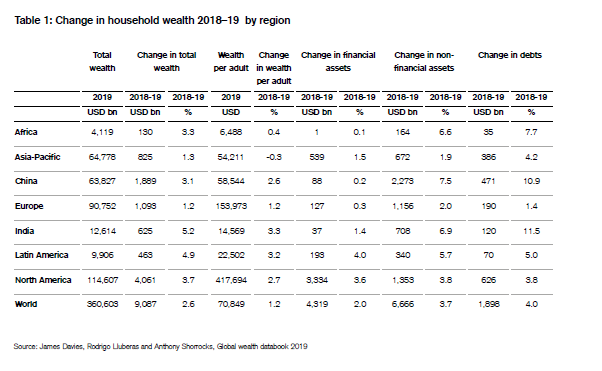 Table 1: Change in household wealth 2018–19 by region
Total Change in total Wealth Change Change in financial Change in non- Change in debts
wealth wealth per adult in wealth assets financial assets
per adult
2019 2018-19 2018-19 2019 2018-19 2018-19 2018-19 2018-19 2018-19 2018-19 2018-19
USD bn USD bn % USD % USD bn % USD bn % USD bn %
Africa 4,119 130 3.3 6,488 0.4 1 0.1 164 6.6 35 7.7
Asia-Pacific 64,778 825 1.3 54,211 -0.3 539 1.5 672 1.9 386 4.2
China 63,827 1,889 3.1 58,544 2.6 88 0.2 2,273 7.5 471 10.9
Europe 90,752 1,093 1.2 153,973 1.2 127 0.3 1,156 2.0 190 1.4
India 12,614 625 5.2 14,569 3.3 37 1.4 708 6.9 120 11.5
Latin America 9,906 463 4.9 22,502 3.2 193 4.0 340 5.7 70 5.0
North America 114,607 4,061 3.7 417,694 2.7 3,334 3.6 1,353 3.8 626 3.8
World 360,603 9,087 2.6 70,849 1.2 4,319 2.0 6,666 3.7 1,898 4.0
Source: James Davies, Rodrigo Lluberas and Anthony Shorrocks, Global wealth databook 2019